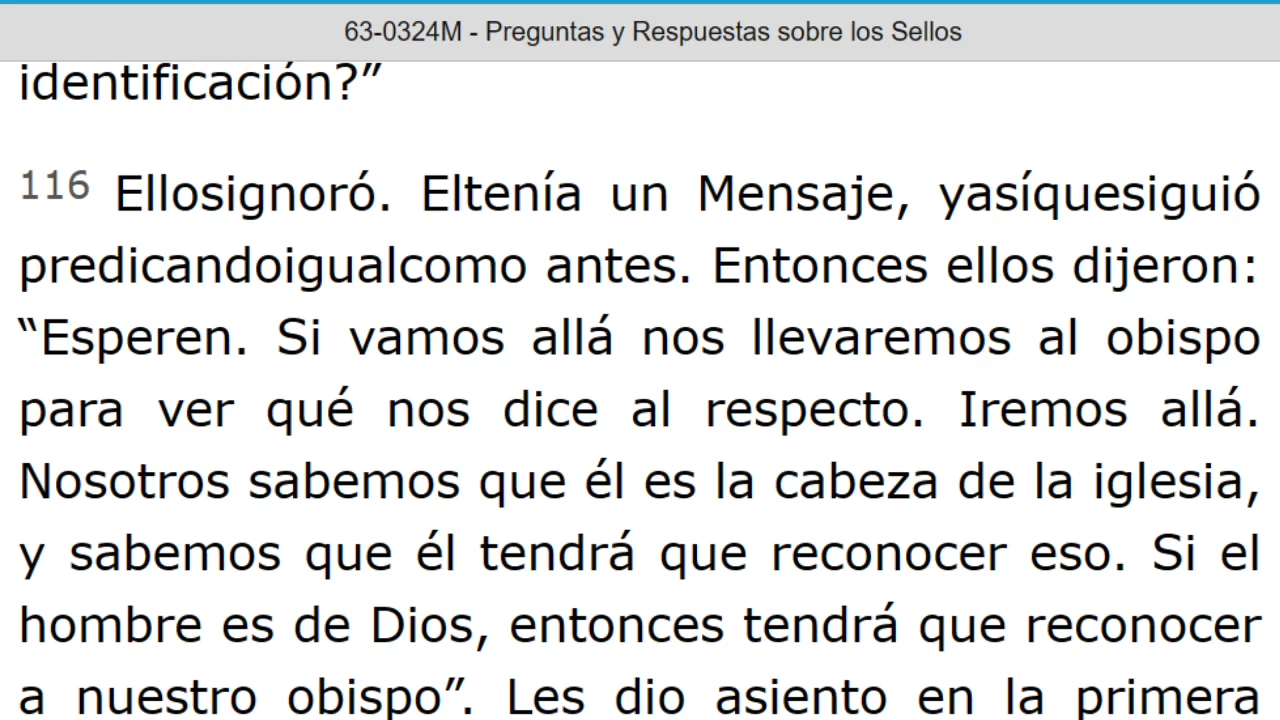 63-0324M - Preguntas y Respuestas sobre los Sellos
identificación?”
116 Ellosignoró. Eltenía un Mensaje, yasíquesiguió
predicandoigualcomo antes. Entonces ellos dijeron:
“Esperen. Si vamos allá nos llevaremos al obispo
para ver qué nos dice al respecto. Iremos allá.
Nosotros sabemos que él es la cabeza de la iglesia,
y sabemos que él tendrá que reconocer eso. Si el
hombre es de Dios, entonces tendrá que reconocer
a nuestro obispo”. Les dio asiento en la primera